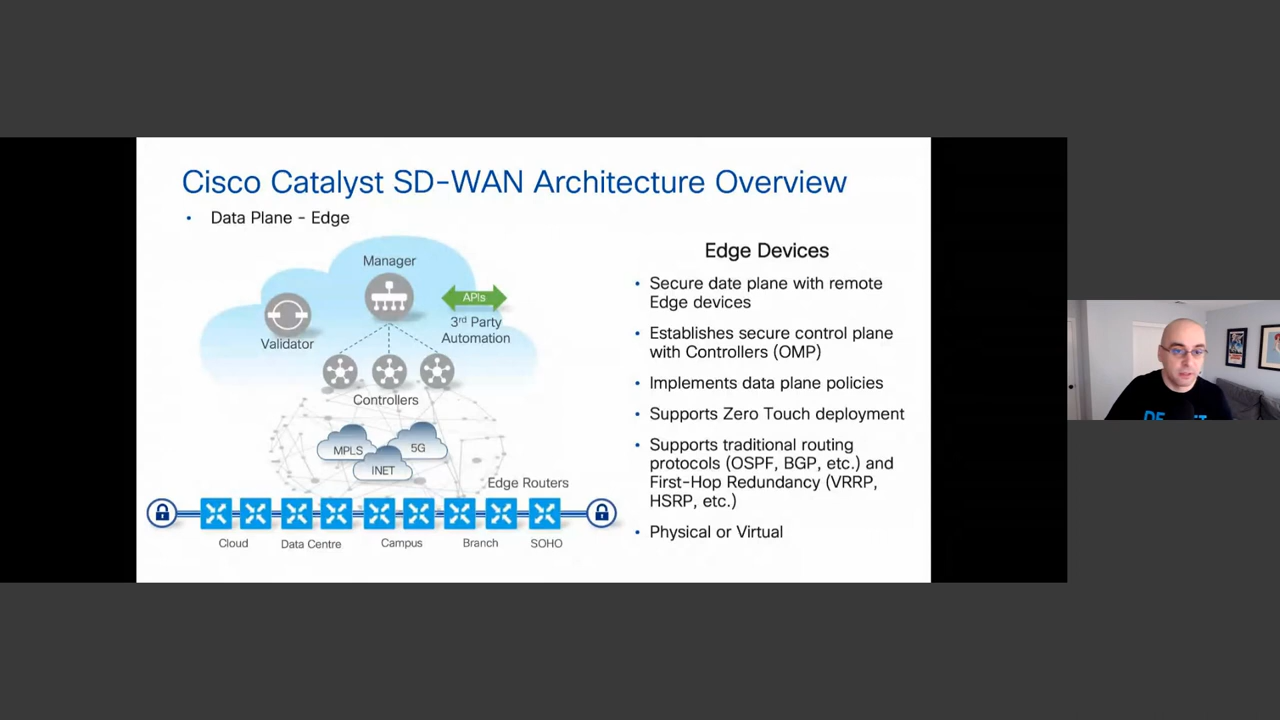 Cisco Catalyst SD-WAN Architecture Overview
• Data Plane - Edge
Manager
APIs
3rd Party
Automation
Validator
Controllers
MPLS
5G
INET
Edge Routers
Cloud
Data Centre
Campus
Branch
SOHO
Edge Devices
• Secure date plane with remote
Edge devices
• Establishes secure control plane
with Controllers (OMP)
• Implements data plane policies
• Supports Zero Touch deployment
• Supports traditional routing
protocols (OSPF, BGP, etc.) and
First-Hop Redundancy (VRRP,
HSRP, etc.)
• Physical or Virtual